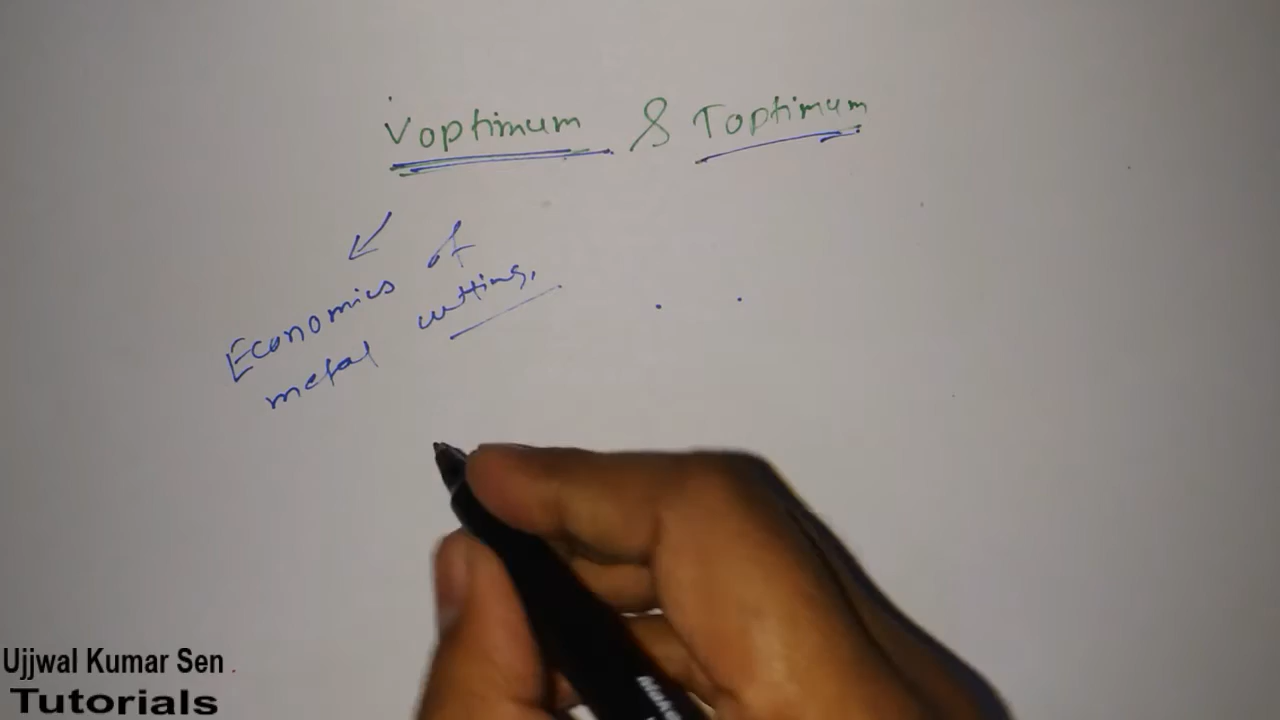 Voptimum & Toptimum
Economics of
metal cutting.
Ujjwal Kumar Sen
Tutorials